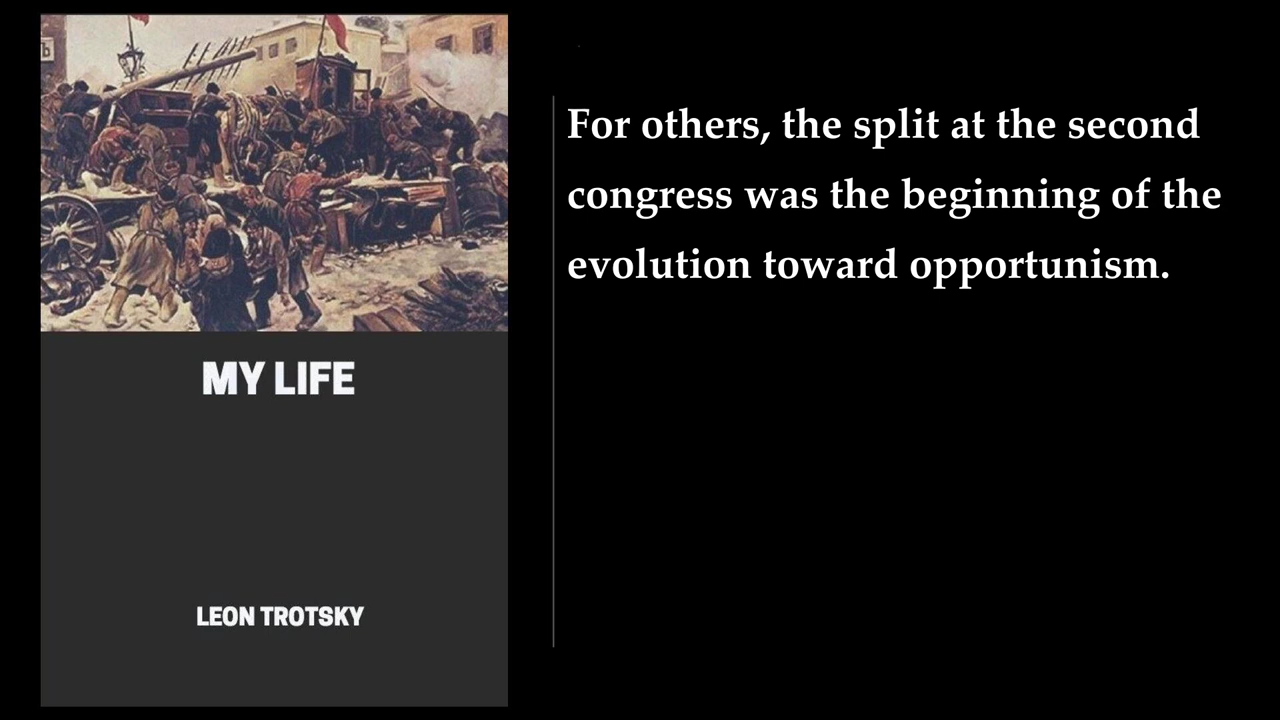 MY LIFE
LEON TROTSKY
For others, the split at the second
congress was the beginning of the
evolution toward opportunism.